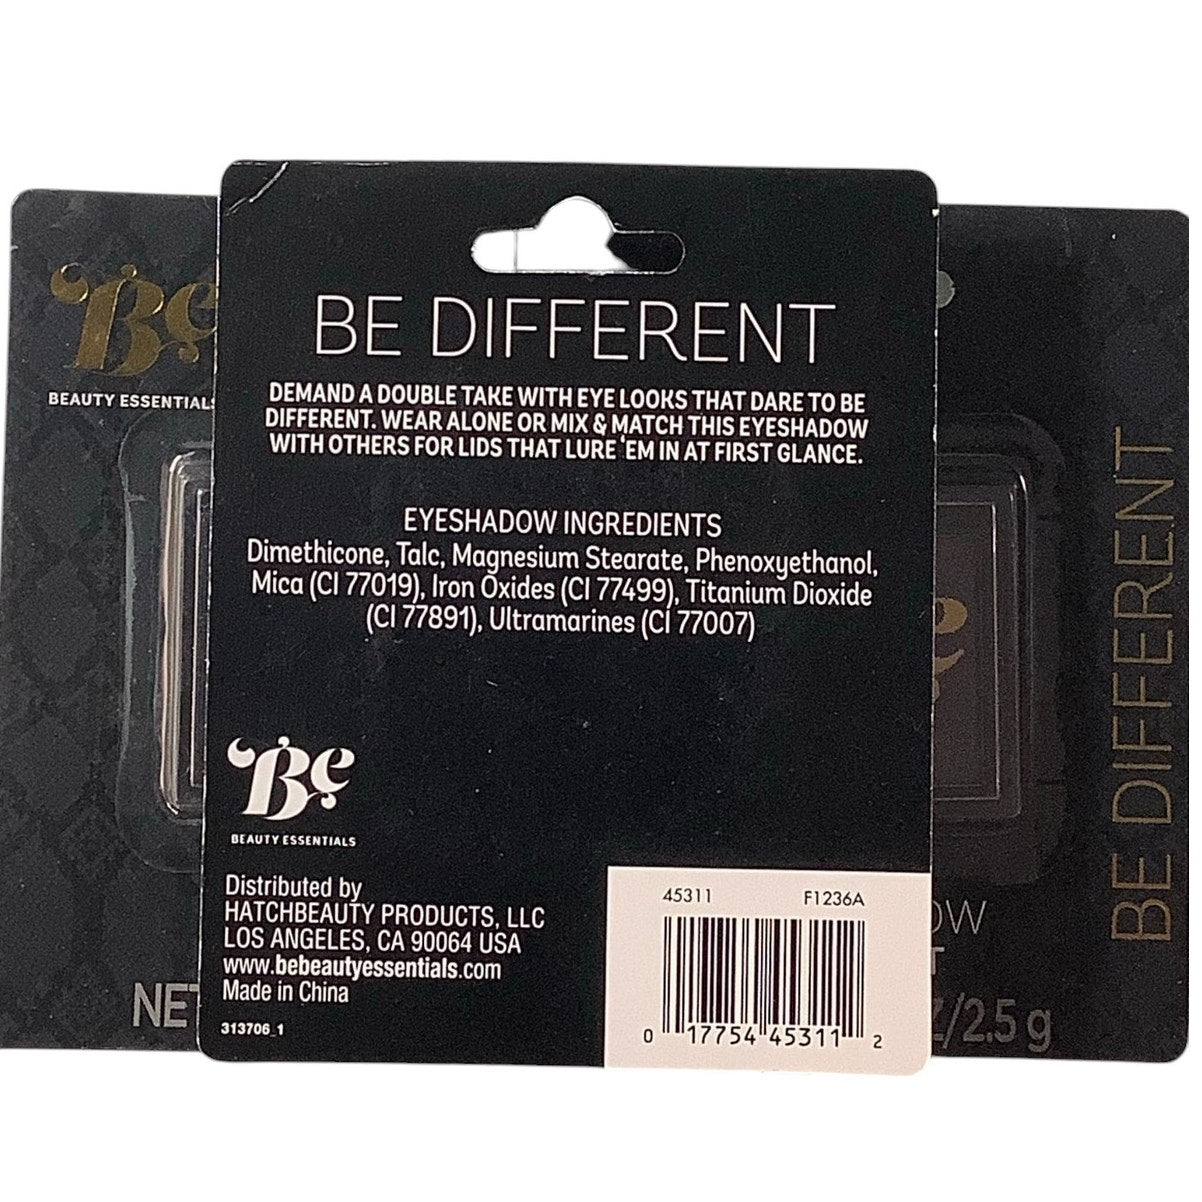 BE DIFFERENT
DEMAND A DOUBLE TAKE WITH EYE LOOKS THAT DARE TO BE
DIFFERENT. WEAR ALONE OR MIX & MATCH THIS EYESHADOW
WITH OTHERS FOR LIDS THAT LURE 'EM IN AT FIRST GLANCE.
EYESHADOW INGREDIENTS
Dimethicone, Talc, Magnesium Stearate, Phenoxyethanol,
Mica (CI 77019), Iron Oxides (CI 77499), Titanium Dioxide
(CI 77891), Ultramarines (CI 77007)
Be
BEAUTY ESSENTIALS
Distributed by
HATCHBEAUTY PRODUCTS, LLC
LOS ANGELES, CA 90064 USA
www.bebeautyessentials.com
Made in China
313706_1
45311 F1236A
0 17754 45311 2
Be
BEAUTY ESSENTIALS
NET
BE DIFFERENT
e
OW
T
/2.5 g